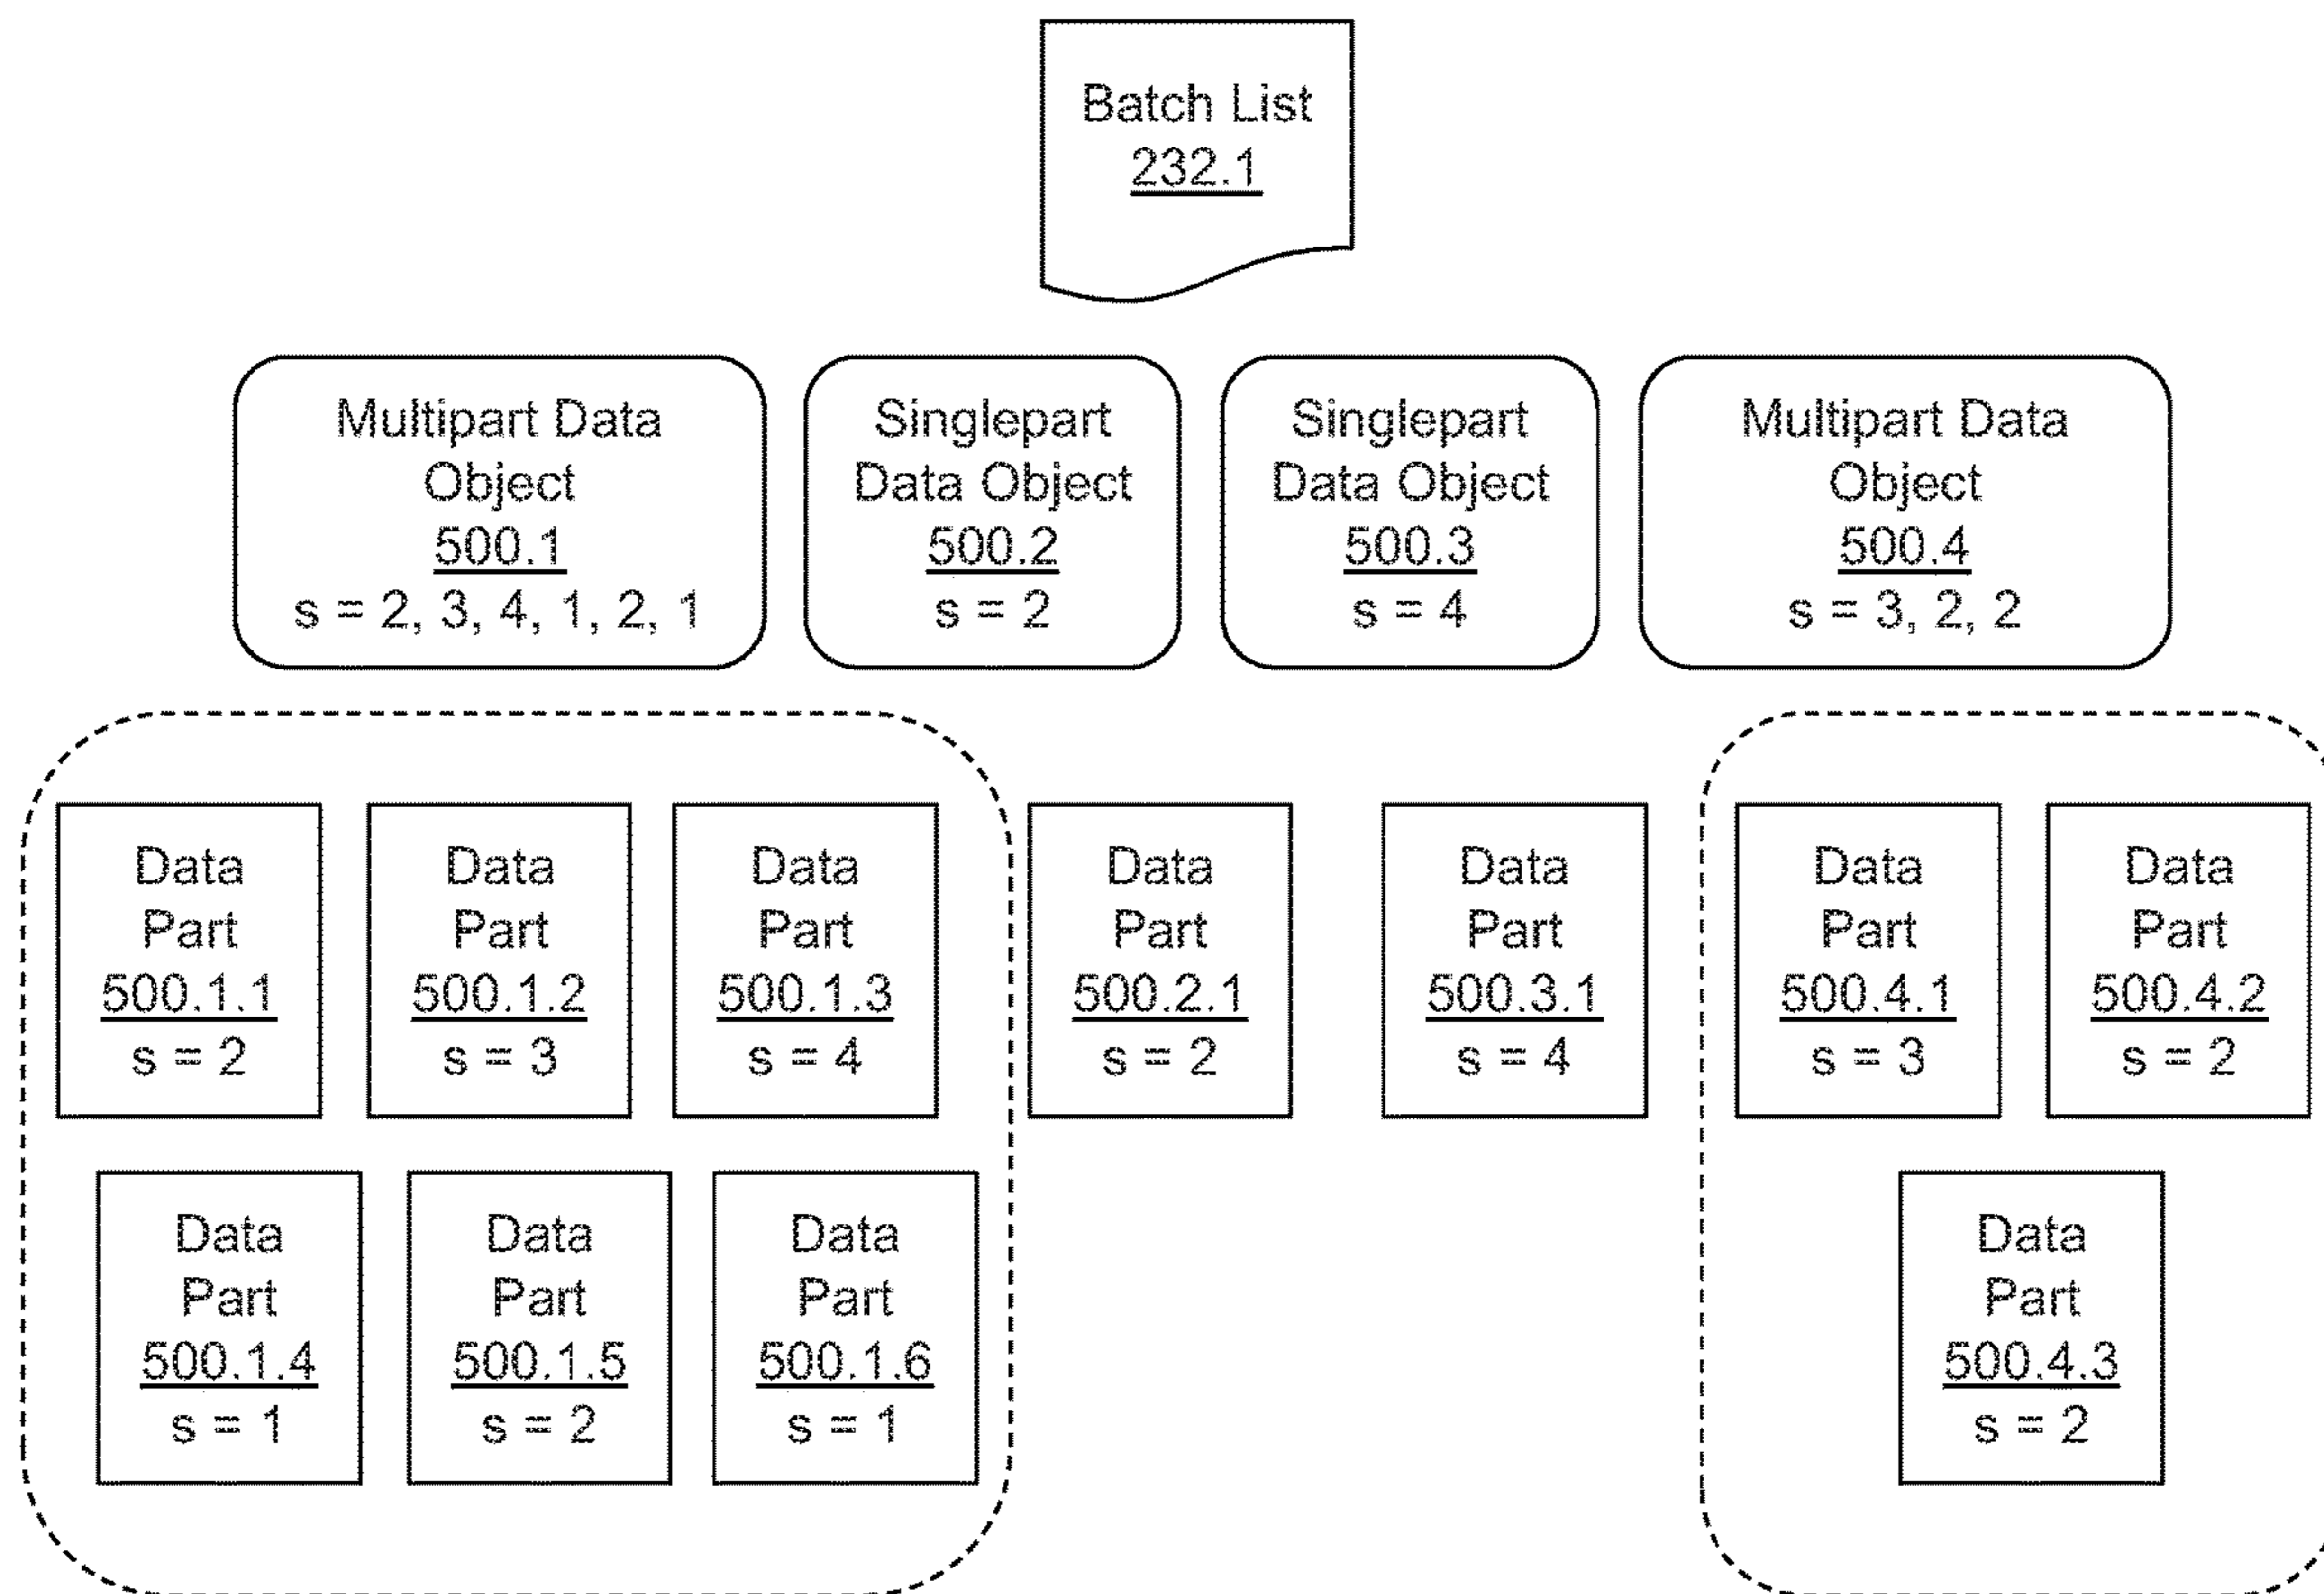 Batch List
232.1
Multipart Data
Object
500.1
s = 2, 3, 4, 1, 2, 1
Singlepart
Data Object
500.2
s = 2
Singlepart
Data Object
500.3
s = 4
Multipart Data
Object
500.4
s = 3, 2, 2
Data
Part
500.1.1
s = 2
Data
Part
500.1.2
s = 3
Data
Part
500.1.3
s = 4
Data
Part
500.2.1
s = 2
Data
Part
500.3.1
s = 4
Data
Part
500.4.1
s = 3
Data
Part
500.4.2
s = 2
Data
Part
500.1.4
s = 1
Data
Part
500.1.5
s = 2
Data
Part
500.1.6
s = 1
Data
Part
500.4.3
s = 2